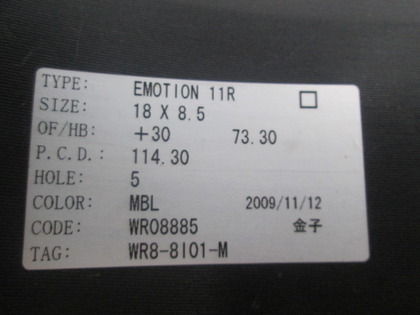 TYPE: EMOTION 11R □
SIZE: 18 X 8.5
OF/HB: +30 73.30
P.C.D.: 114.30
HOLE: 5
COLOR: MBL 2009/11/12
CODE: WR08885 金子
TAG: WR8-8I01-M